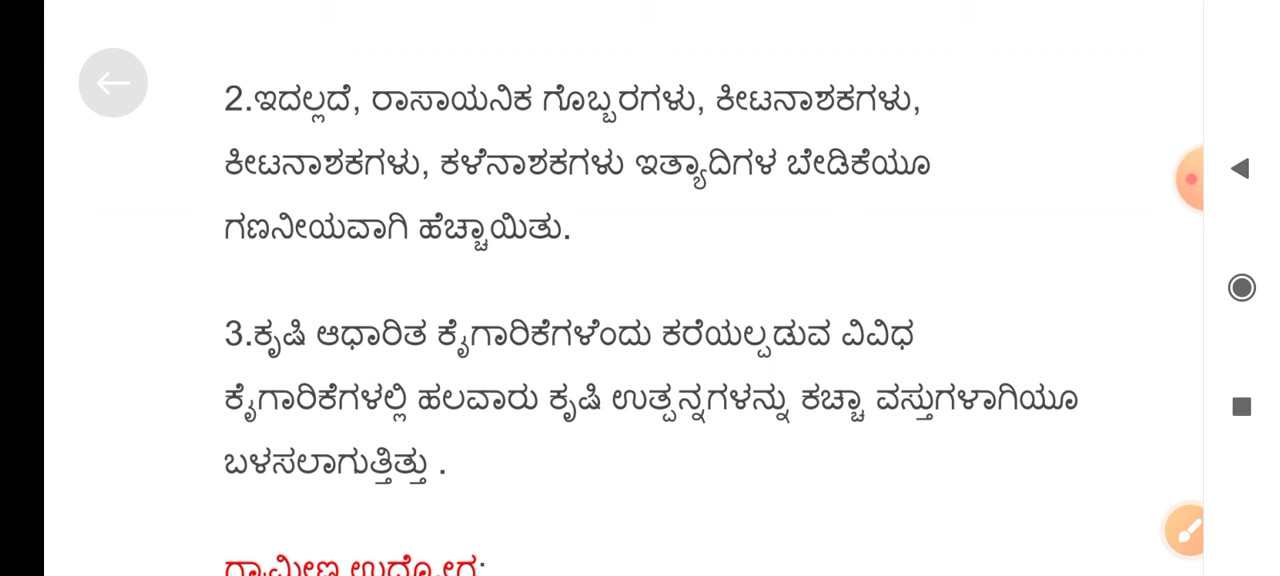 2.ಇದಲ್ಲದೆ, ರಾಸಾಯನಿಕ ಗೊಬ್ಬರಗಳು, ಕೀಟನಾಶಕಗಳು,
ಕೀಟನಾಶಕಗಳು, ಕಳೆನಾಶಕಗಳು ಇತ್ಯಾದಿಗಳ ಬೇಡಿಕೆಯೂ
ಗಣನೀಯವಾಗಿ ಹೆಚ್ಚಾಯಿತು.
3.ಕೃಷಿ ಆಧಾರಿತ ಕೈಗಾರಿಕೆಗಳೆಂದು ಕರೆಯಲ್ಪಡುವ ವಿವಿಧ
ಕೈಗಾರಿಕೆಗಳಲ್ಲಿ ಹಲವಾರು ಕೃಷಿ ಉತ್ಪನ್ನಗಳನ್ನು ಕಚ್ಚಾ ವಸ್ತುಗಳಾಗಿಯೂ
ಬಳಸಲಾಗುತ್ತಿತ್ತು .
ಗ್ರಾಮೀಣ ಉದ್ಯೋಗ: